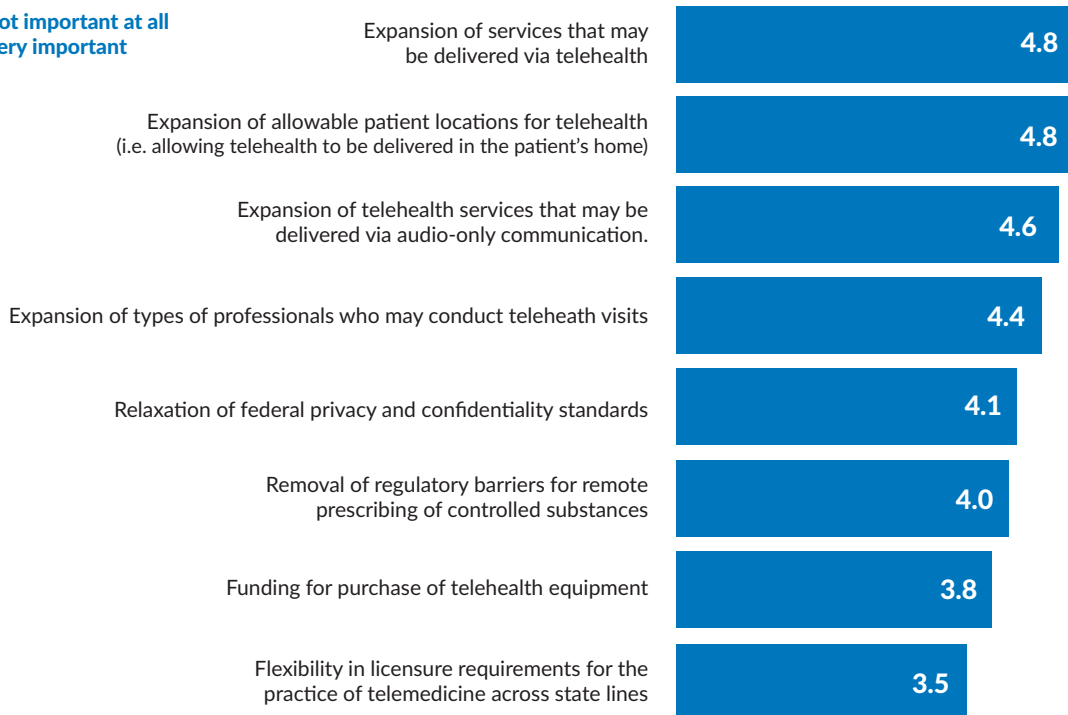 not important at all
very important
Expansion of services that may
be delivered via telehealth
4.8
Expansion of allowable patient locations for telehealth
(i.e. allowing telehealth to be delivered in the patient's home)
4.8
Expansion of telehealth services that may be
delivered via audio-only communication.
4.6
Expansion of types of professionals who may conduct teleheath visits
4.4
Relaxation of federal privacy and confidentiality standards
4.1
Removal of regulatory barriers for remote
prescribing of controlled substances
4.0
Funding for purchase of telehealth equipment
3.8
Flexibility in licensure requirements for the
practice of telemedicine across state lines
3.5